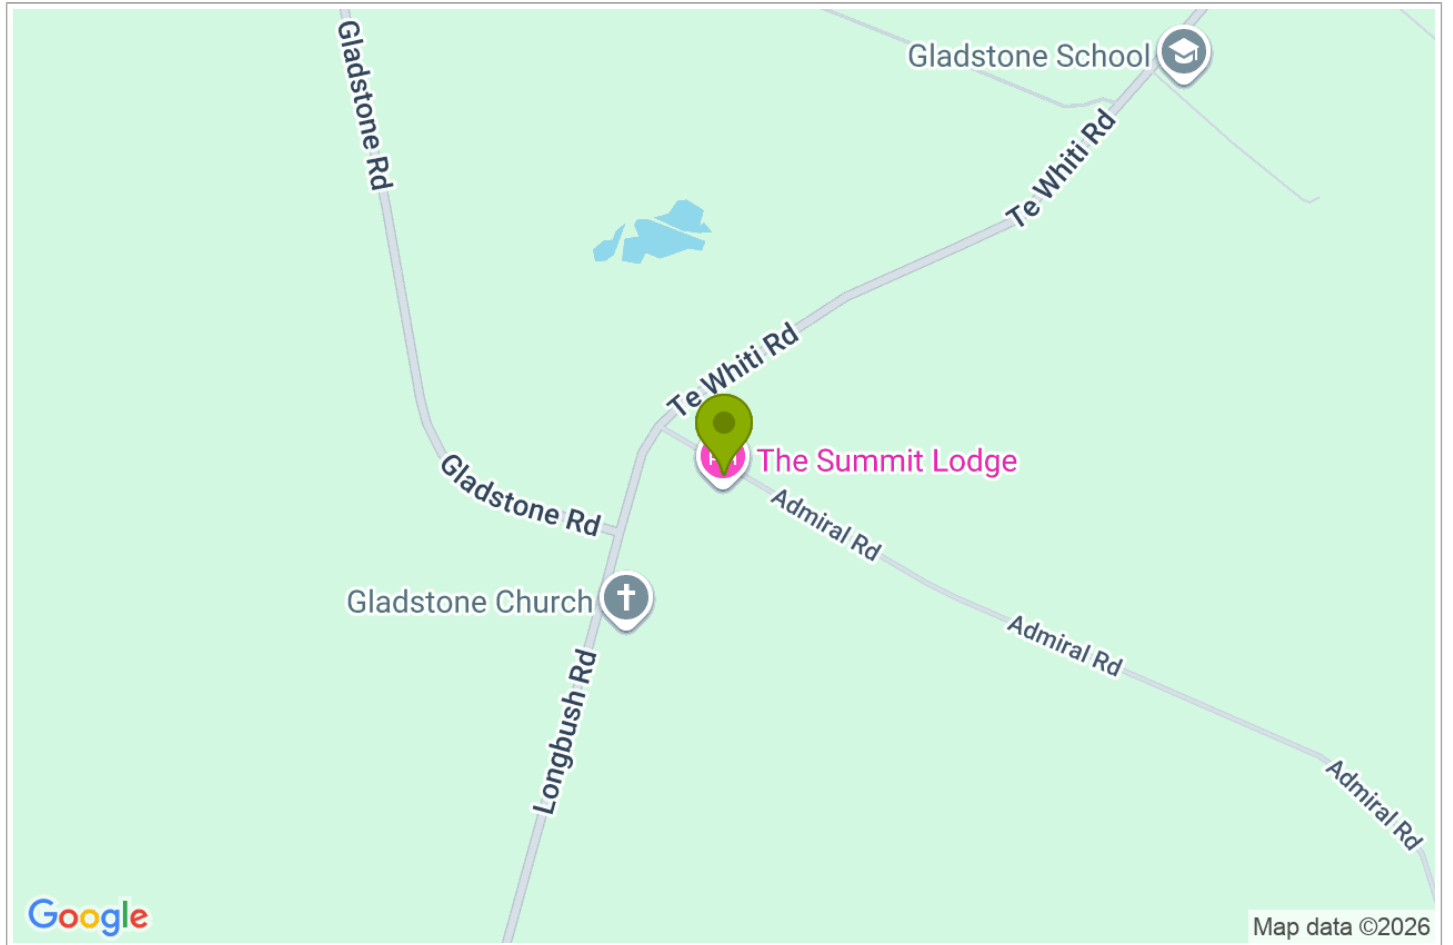 Gladstone Rd
Gladstone School
Te Whiti Rd
Te Whiti Rd
The Summit Lodge
Gladstone Rd
Admiral Rd
Gladstone Church
Admiral Rd
Longbush Rd
Admiral Rd
Google
Map data ©2026